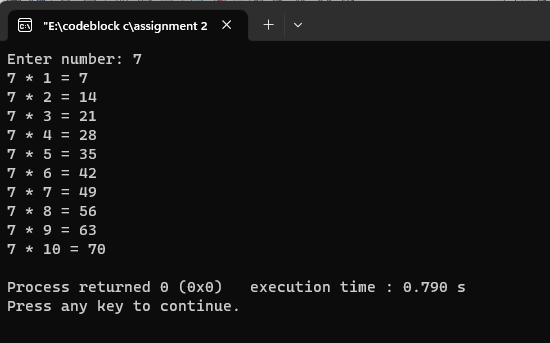 "E:\codeblock c\assignment 2
Enter number: 7
7 * 1 = 7
7 * 2 = 14
7 * 3 = 21
7 * 4 = 28
7 * 5 = 35
7 * 6 = 42
7 * 7 = 49
7 * 8 = 56
7 * 9 = 63
7 * 10 = 70
Process returned 0 (0x0)   execution time : 0.790 s
Press any key to continue.